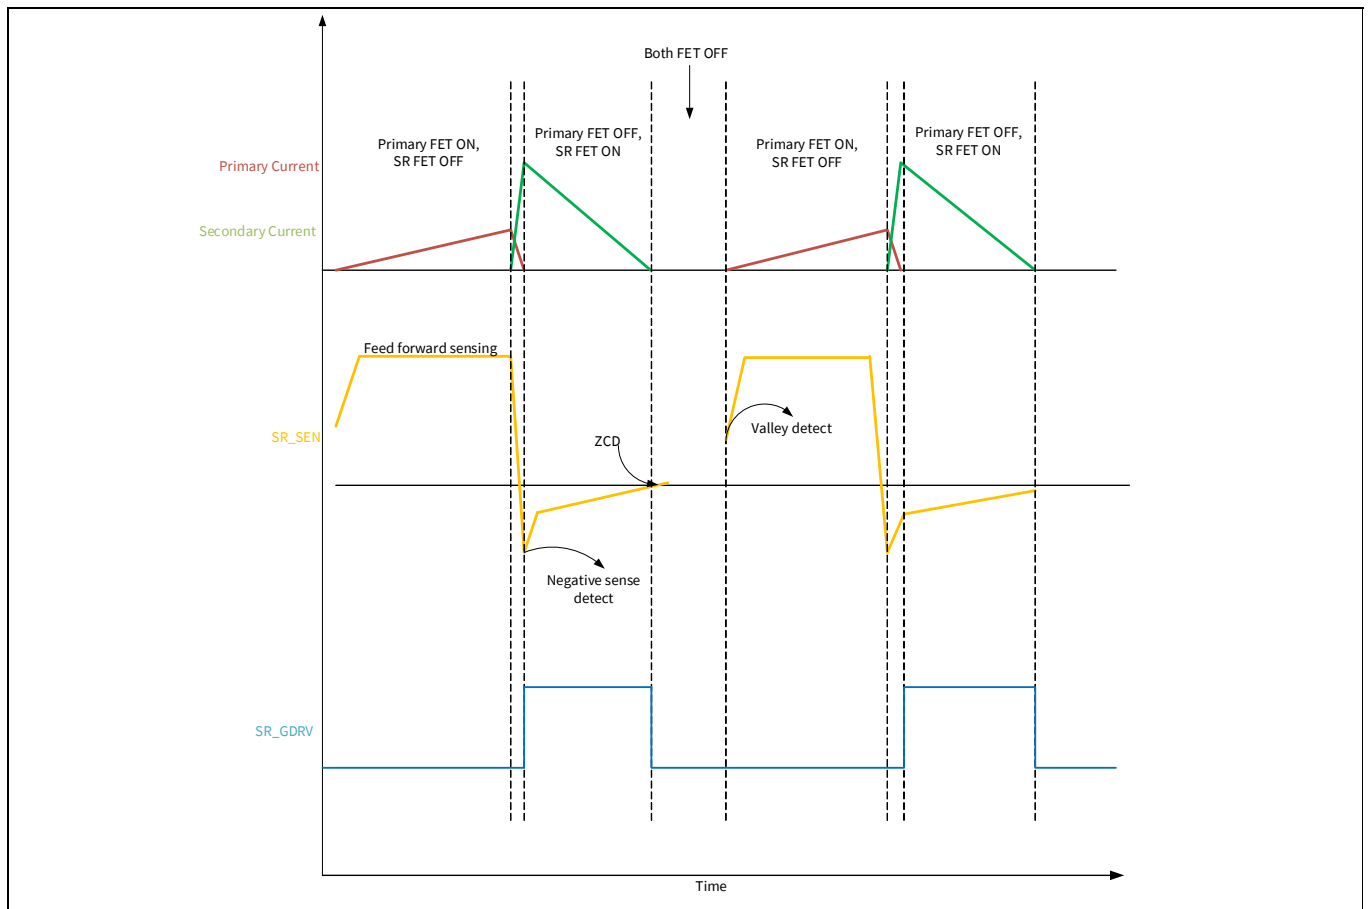 Both FET OFF
Primary FET ON,
SR FET OFF
Primary FET OFF,
SR FET ON
Primary FET ON,
SR FET OFF
Primary FET OFF,
SR FET ON
Primary Current
Secondary Current
Feed forward sensing
SR_SEN
ZCD
Valley detect
Negative sense
detect
SR_GDRV
Time